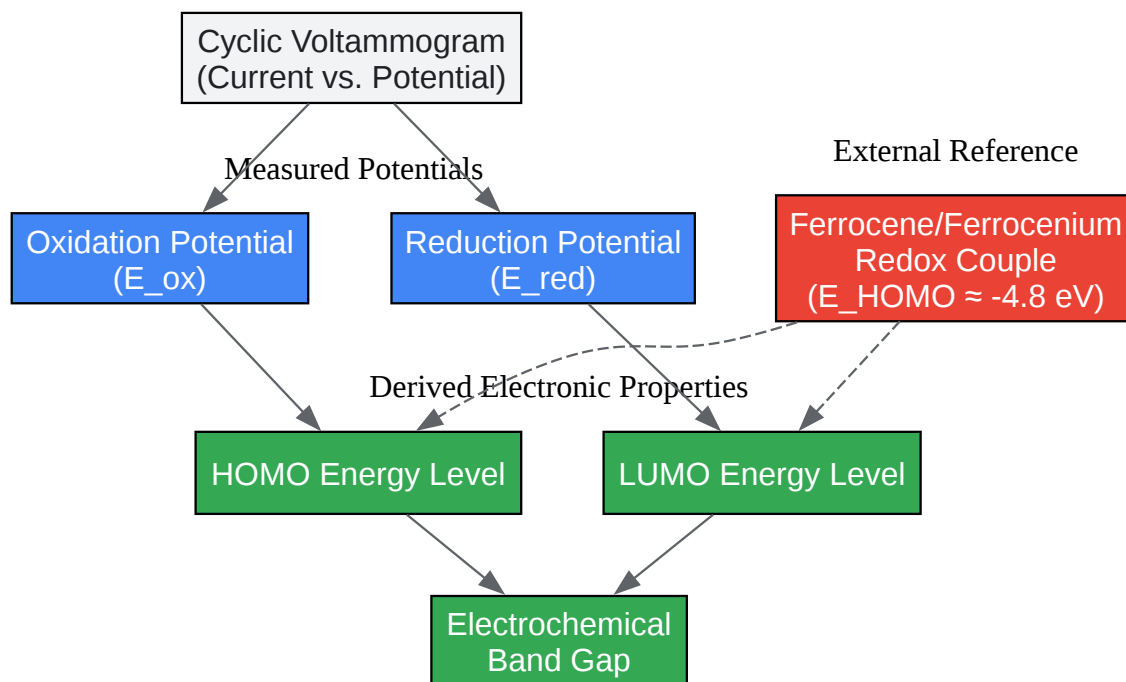 Cyclic Voltammogram
(Current vs. Potential)
External Reference
Measured Potentials
Oxidation Potential
(E_ox)
Reduction Potential
(E_red)
Ferrocene/Ferrocenium
Redox Couple
(E_HOMO ≈ -4.8 eV)
Derived Electronic Properties
HOMO Energy Level
LUMO Energy Level
Electrochemical
Band Gap